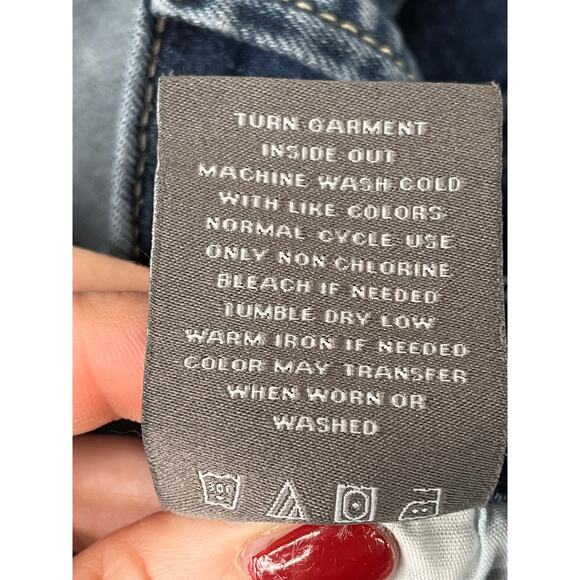 TURN GARMENT
INSIDE OUT
MACHINE WASH COLD
WITH LIKE COLORS
NORMAL CYCLE USE
ONLY NON CHLORINE
BLEACH IF NEEDED
TUMBLE DRY LOW
WARM IRON IF NEEDED
COLOR MAY TRANSFER
WHEN WORN OR
WASHED